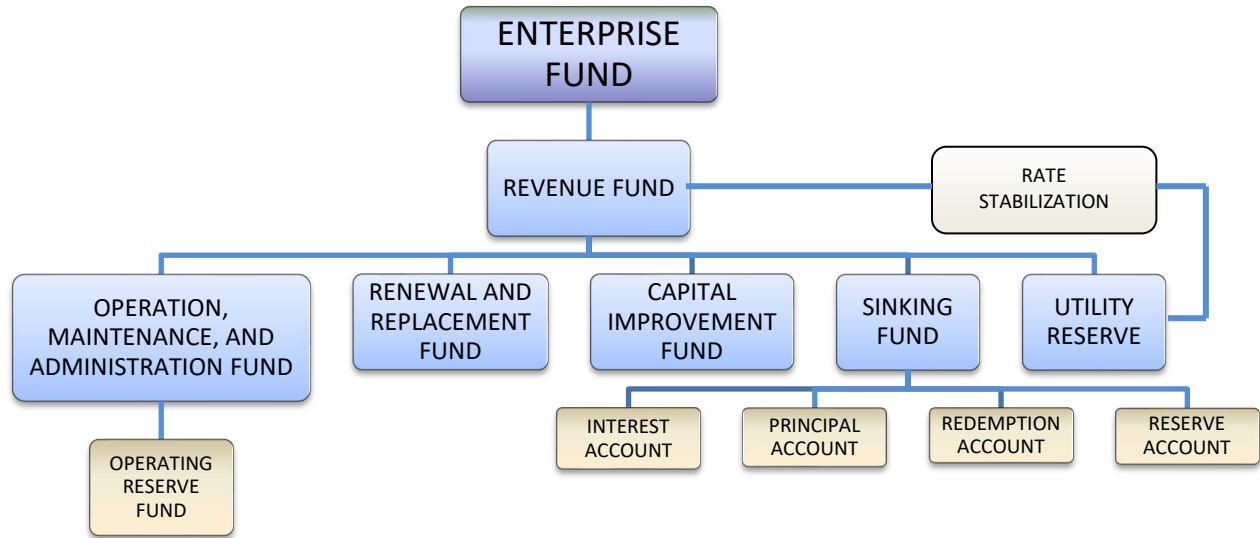 ENTERPRISE
FUND
REVENUE FUND
RATE
STABILIZATION
OPERATION,
MAINTENANCE, AND
ADMINISTRATION FUND
RENEWAL AND
REPLACEMENT
FUND
CAPITAL
IMPROVEMENT
FUND
SINKING
FUND
UTILITY
RESERVE
OPERATING
RESERVE
FUND
INTEREST
ACCOUNT
PRINCIPAL
ACCOUNT
REDEMPTION
ACCOUNT
RESERVE
ACCOUNT